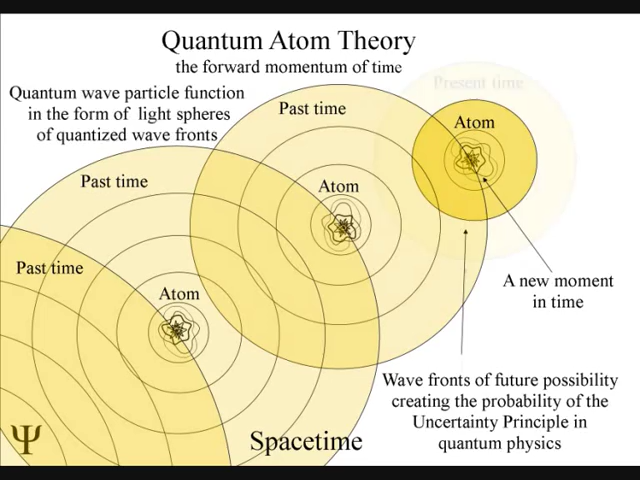 Quantum Atom Theory
the forward momentum of time
Quantum wave particle function
in the form of light spheres
of quantized wave fronts
Present time
Past time
Atom
Past time
Atom
Past time
Atom
A new moment
in time
Wave fronts of future possibility
creating the probability of the
Uncertainty Principle in
quantum physics
Spacetime
Ψ